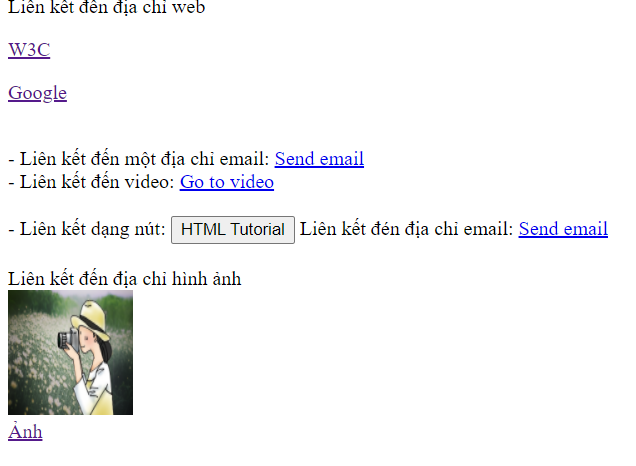 Liên kết đến địa chỉ web
W3C
Google
- Liên kết đến một địa chỉ email: Send email
- Liên kết đến video: Go to video
- Liên kết dạng nút: HTML Tutorial Liên kết đén địa chỉ email: Send email
Liên kết đến địa chỉ hình ảnh
Ảnh